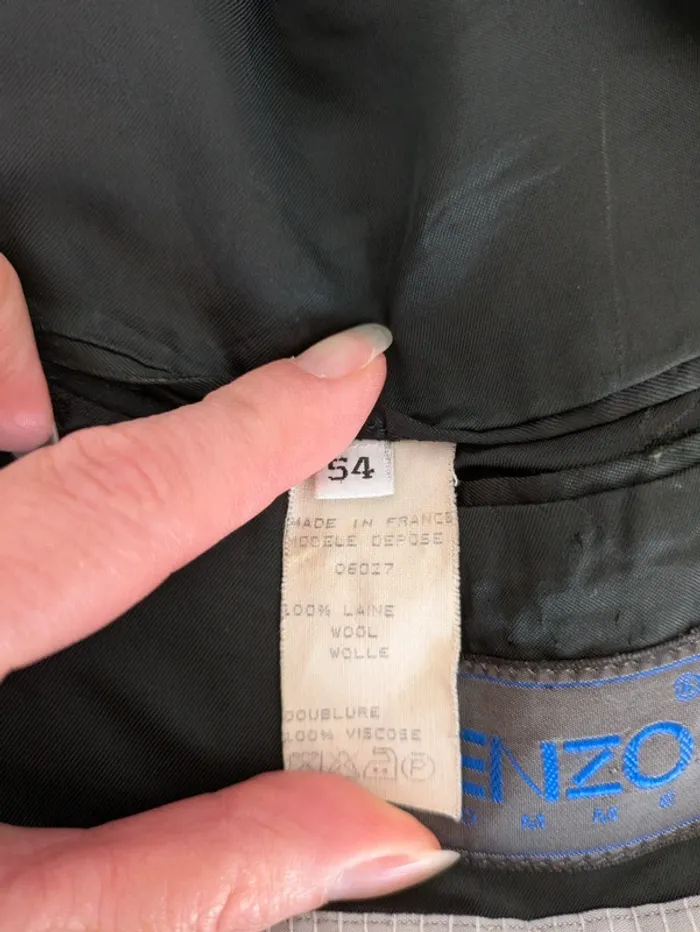 54
MADE IN FRANCE
MODELE DEPOSE
06027
100% LAINE
WOOL
WOLLE
DOUBLURE
100% VISCOSE
P
ENZO
®
O M M E